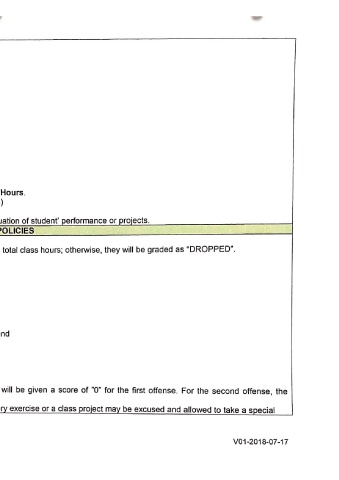 Hours.
)
uation of student' performance or projects.
POLICIES
total class hours; otherwise, they will be graded as "DROPPED".
nd
will be given a score of "0" for the first offense. For the second offense, the
ry exercise or a class project may be excused and allowed to take a special
V01-2018-07-17